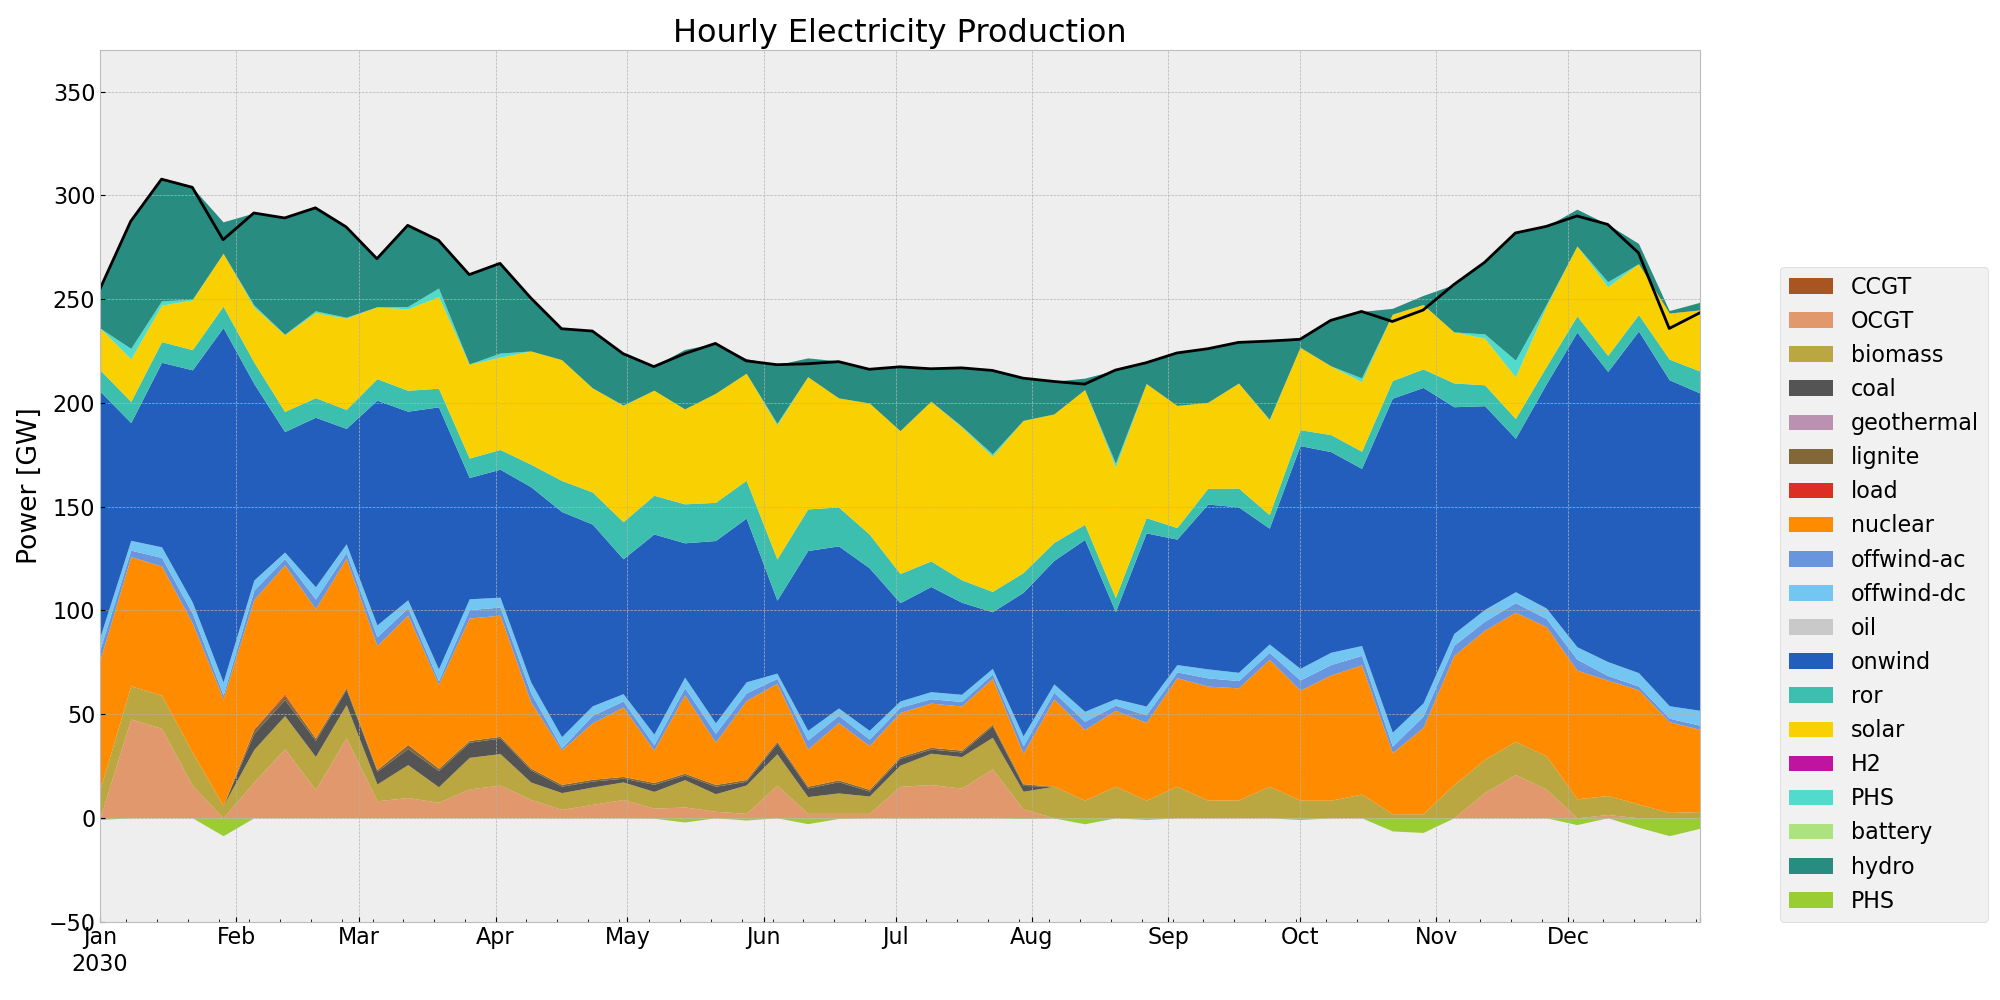 Hourly Electricity Production
Power [GW]
350
300
250
200
150
100
50
0
−50
Jan Feb Mar Apr May Jun Jul Aug Sep Oct Nov Dec
2030
CCGT
OCGT
biomass
coal
geothermal
lignite
load
nuclear
offwind-ac
offwind-dc
oil
onwind
ror
solar
H2
PHS
battery
hydro
PHS